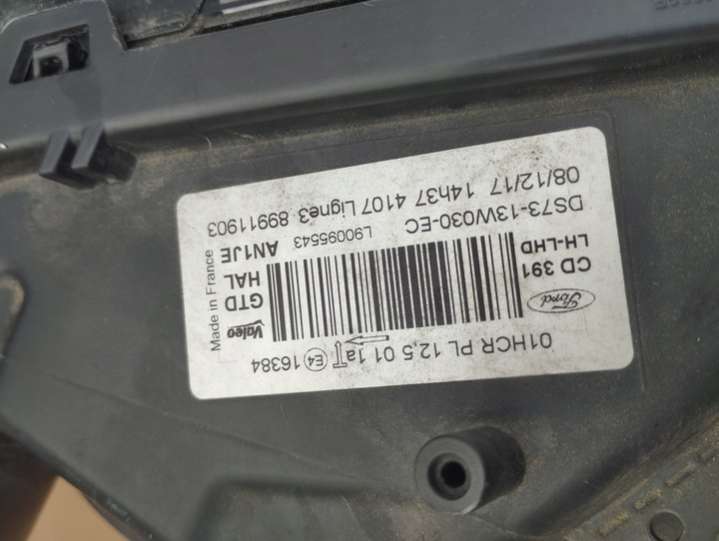 01HCR PL 12,5 01 1a E4 16384
Ford
CD 391
LH-LHD
Valeo
GTD
HAL
AN1JE
Made in France
L90095543
DS73-13W030-EC
08/12/17 14h37 4107 Ligne3 89911903